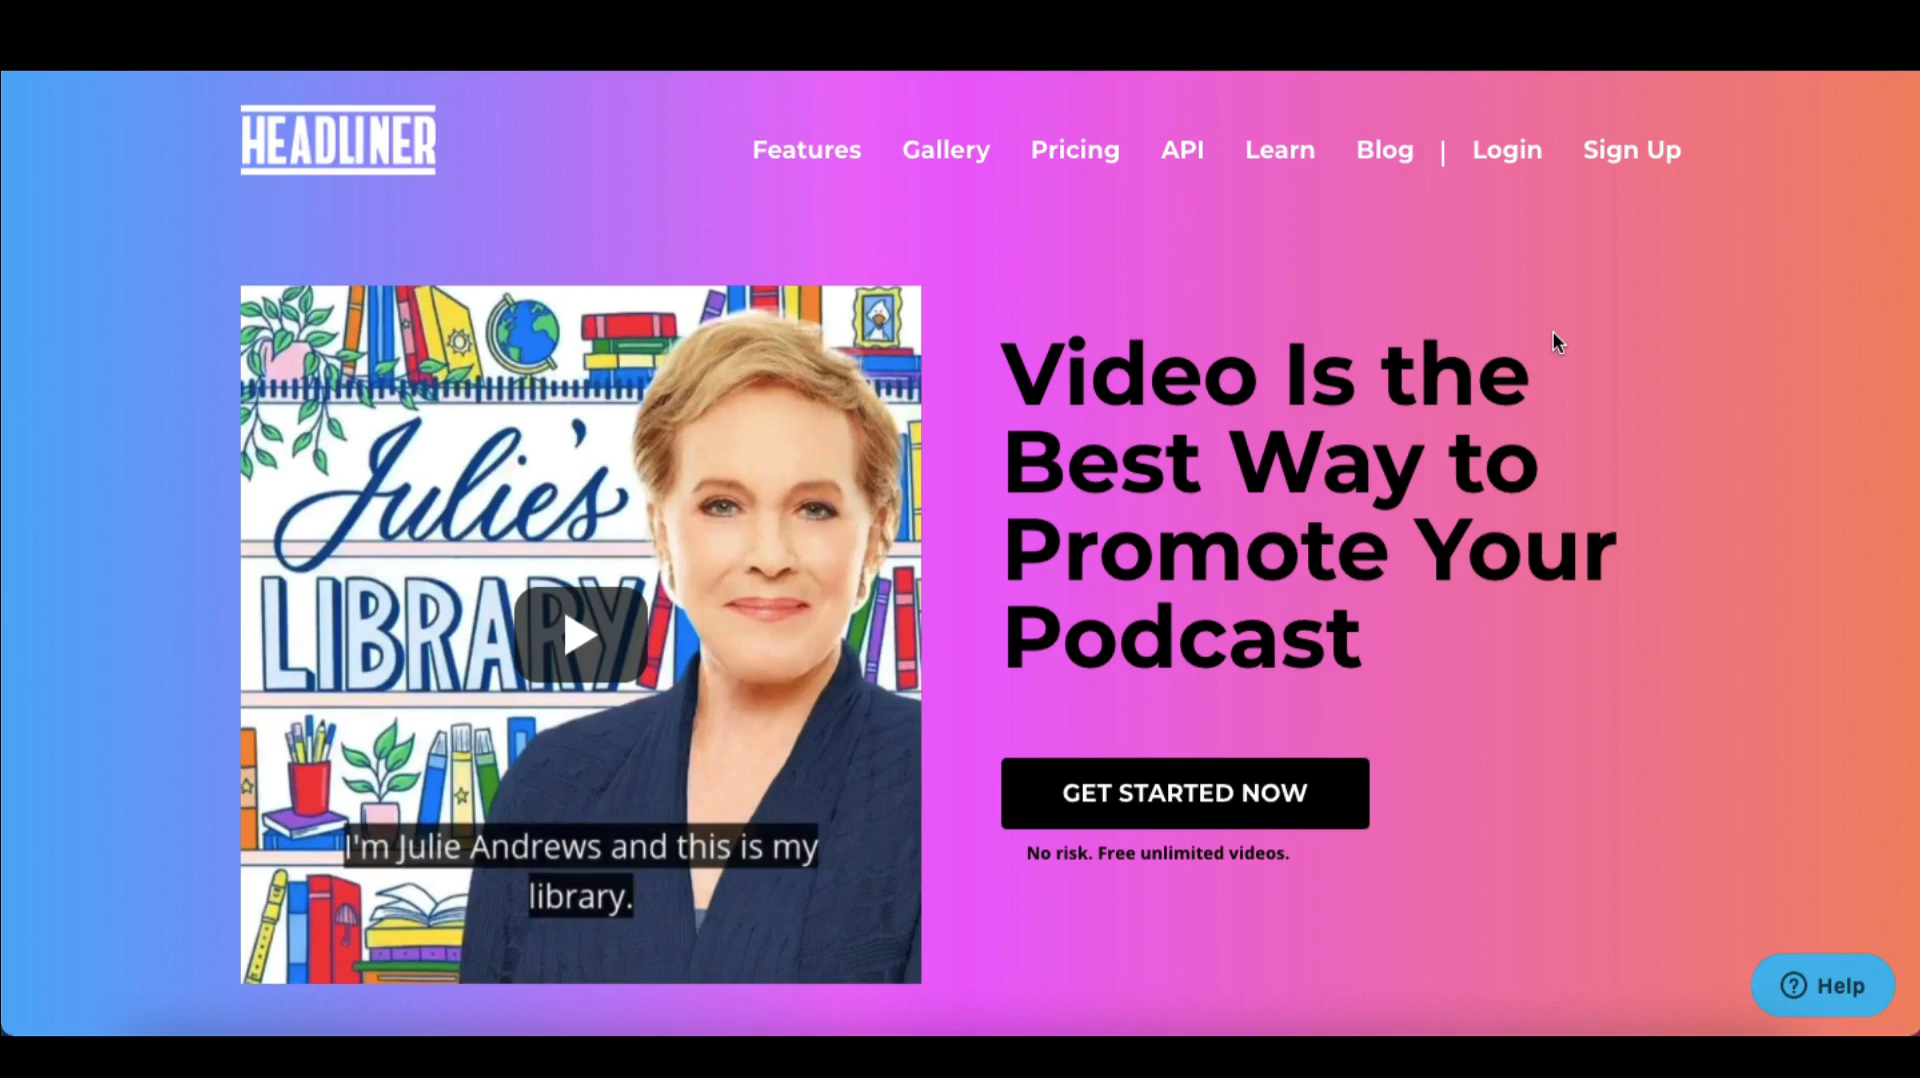 HEADLINER
Features Gallery Pricing API Learn Blog | Login Sign Up
Julie's
LIBRARY
I'm Julie Andrews and this is my
library.
Video Is the
Best Way to
Promote Your
Podcast
GET STARTED NOW
No risk. Free unlimited videos.
? Help